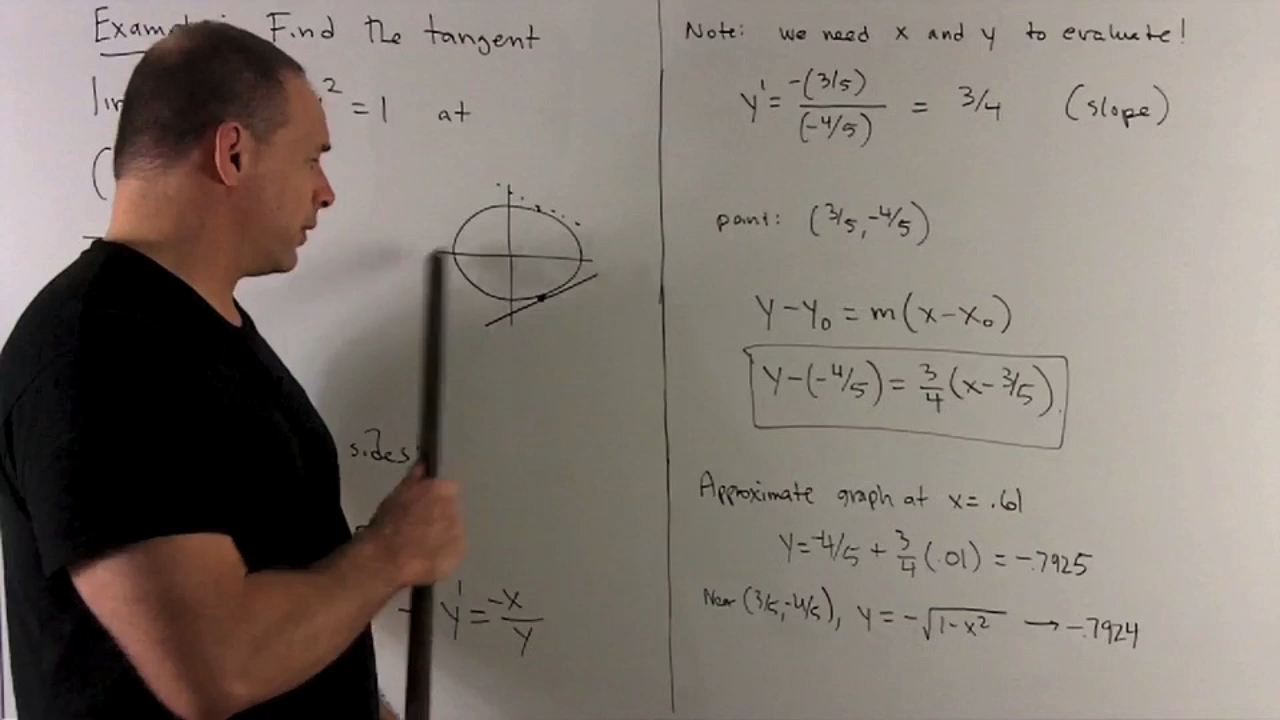 Find the tangent
² = 1 at
(
sides
y' = -x/y
Note: we need x and y to evaluate!
y' = -(3/5)/(-4/5) = 3/4 (slope)
point: (3/5, -4/5)
y-y₀ = m(x-x₀)
y-(-4/5) = 3/4(x-3/5).
Approximate graph at x= .61
y= -4/5 + 3/4(.01) = -.7925
Near (3/5, -4/5), y = -√(1-x²) → -.7924